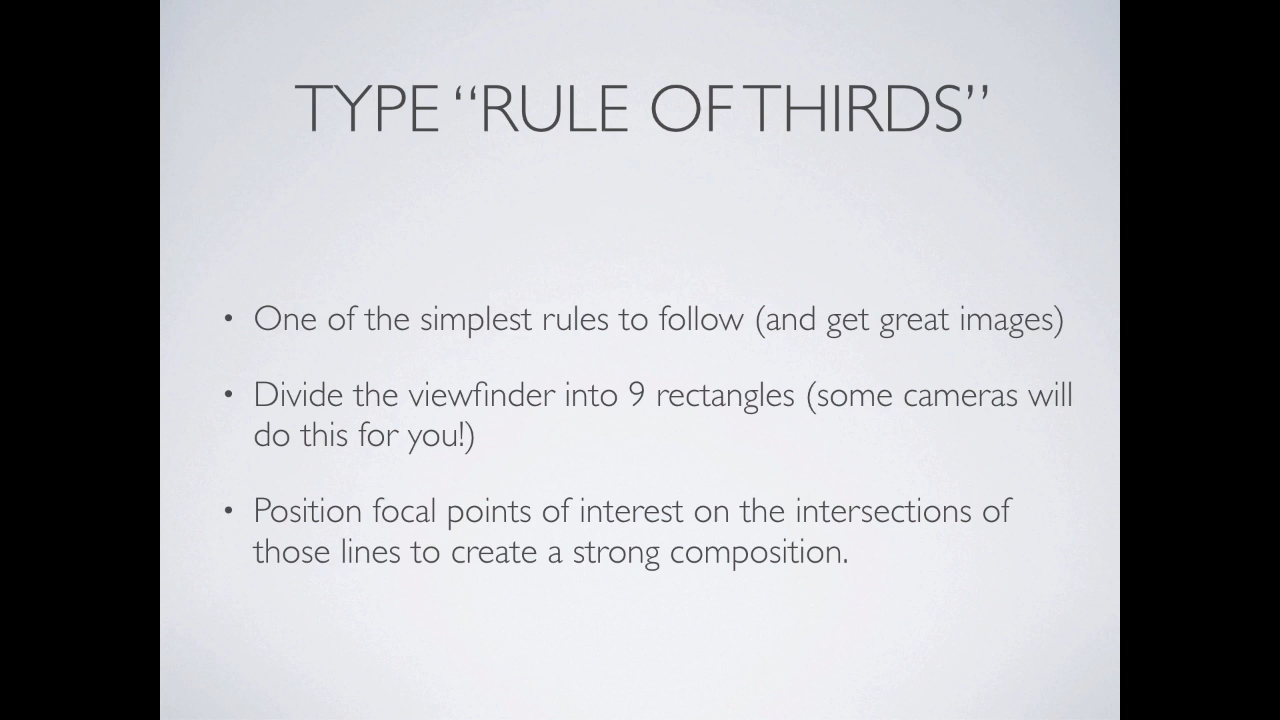 TYPE “RULE OF THIRDS”
• One of the simplest rules to follow (and get great images)
• Divide the viewfinder into 9 rectangles (some cameras will
do this for you!)
• Position focal points of interest on the intersections of
those lines to create a strong composition.